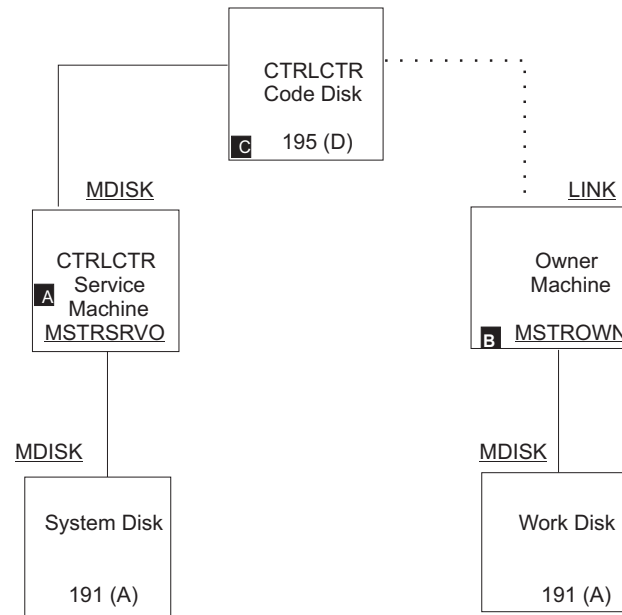 CTRLCTR
Code Disk
C 195 (D)
MDISK
LINK
CTRLCTR
Service
A
Machine
MSTRSRVO
Owner
Machine
B MSTROWN
MDISK
MDISK
System Disk
Work Disk
191 (A)
191 (A)